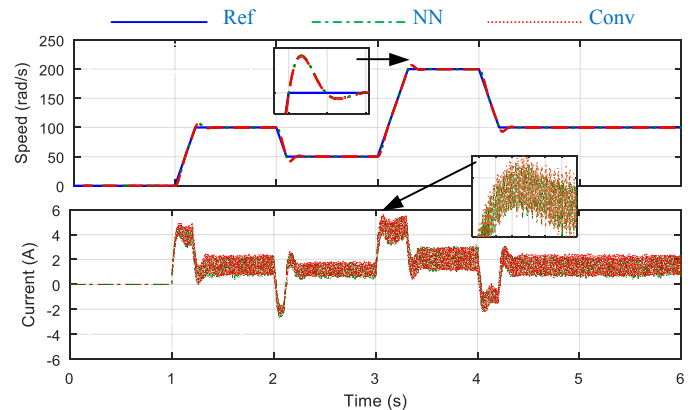 Ref NN Conv
250
200
150
100
50
0
Speed (rad/s)
6
4
2
0
-2
-4
-6
Current (A)
0 1 2 3 4 5 6
Time (s)